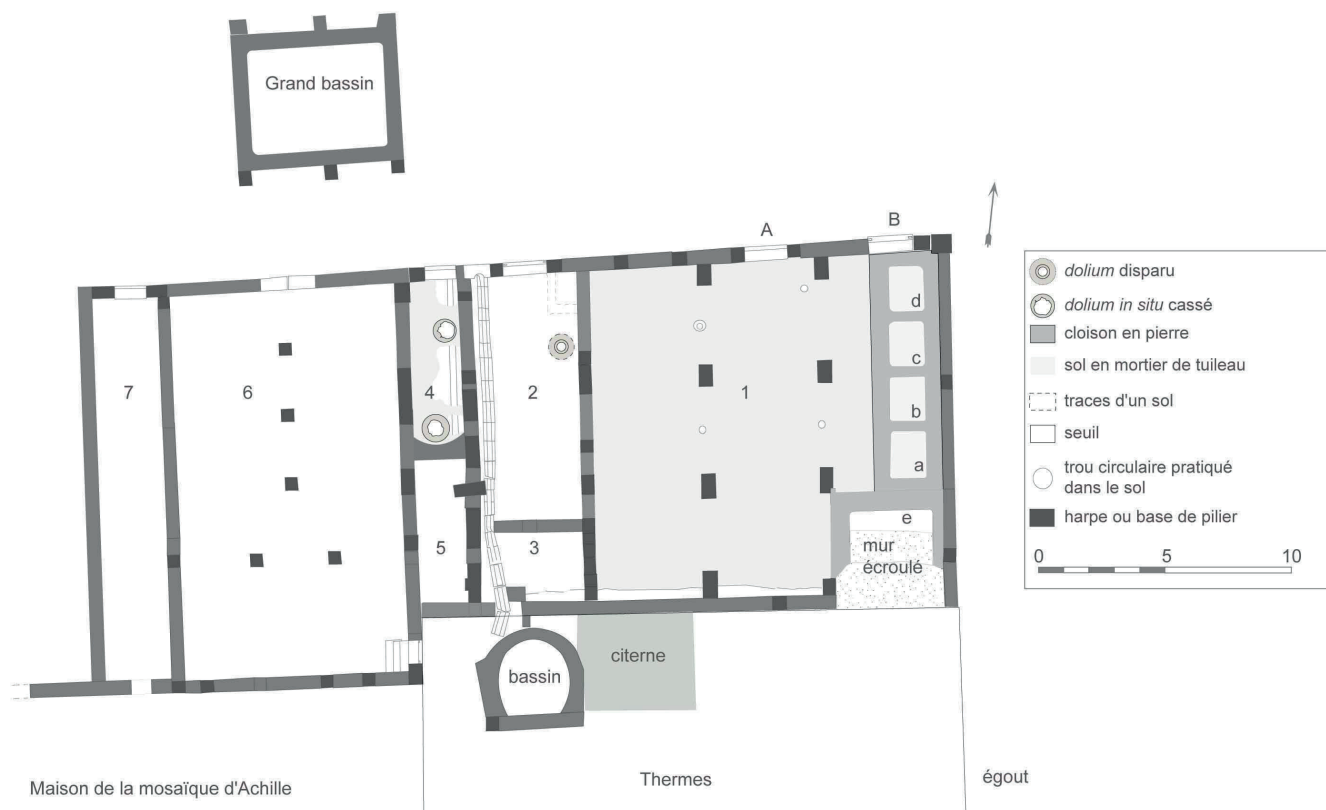 Grand bassin
A
B
d
c
b
a
e
mur
écroulé
1
2
3
4
5
6
7
bassin
citerne
Maison de la mosaïque d'Achille
Thermes
égout
dolium disparu
dolium in situ cassé
cloison en pierre
sol en mortier de tuileau
traces d'un sol
seuil
trou circulaire pratiqué
dans le sol
harpe ou base de pilier
0 5 10